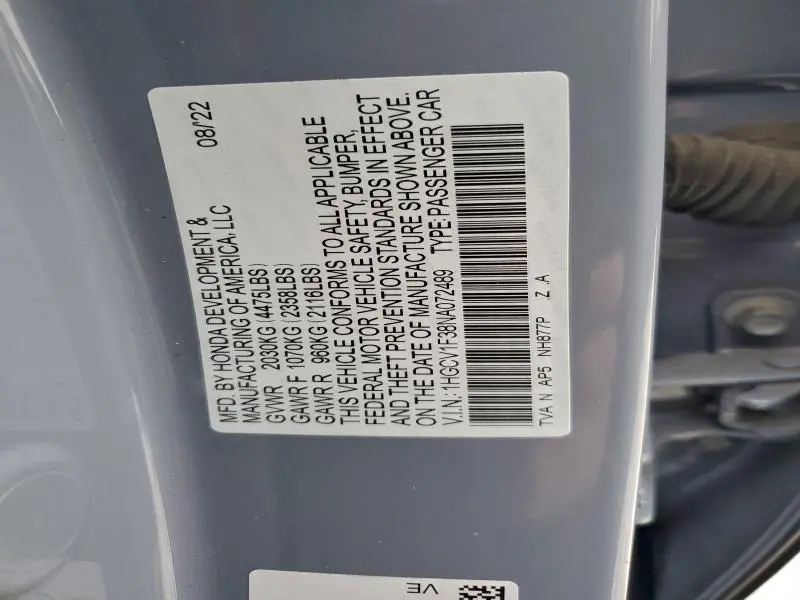 MFD. BY HONDA DEVELOPMENT & 08/22
MANUFACTURING OF AMERICA, LLC
GVWR 2030KG (4475LBS)
GAWR F 1070KG (2358LBS)
GAWR R 960KG (2116LBS)
THIS VEHICLE CONFORMS TO ALL APPLICABLE
FEDERAL MOTOR VEHICLE SAFETY, BUMPER,
AND THEFT PREVENTION STANDARDS IN EFFECT
ON THE DATE OF MANUFACTURE SHOWN ABOVE.
V.I.N.: 1HGCV1F38NA072489 TYPE:PASSENGER CAR
TVA N AP5 NH877P Z .A
VE